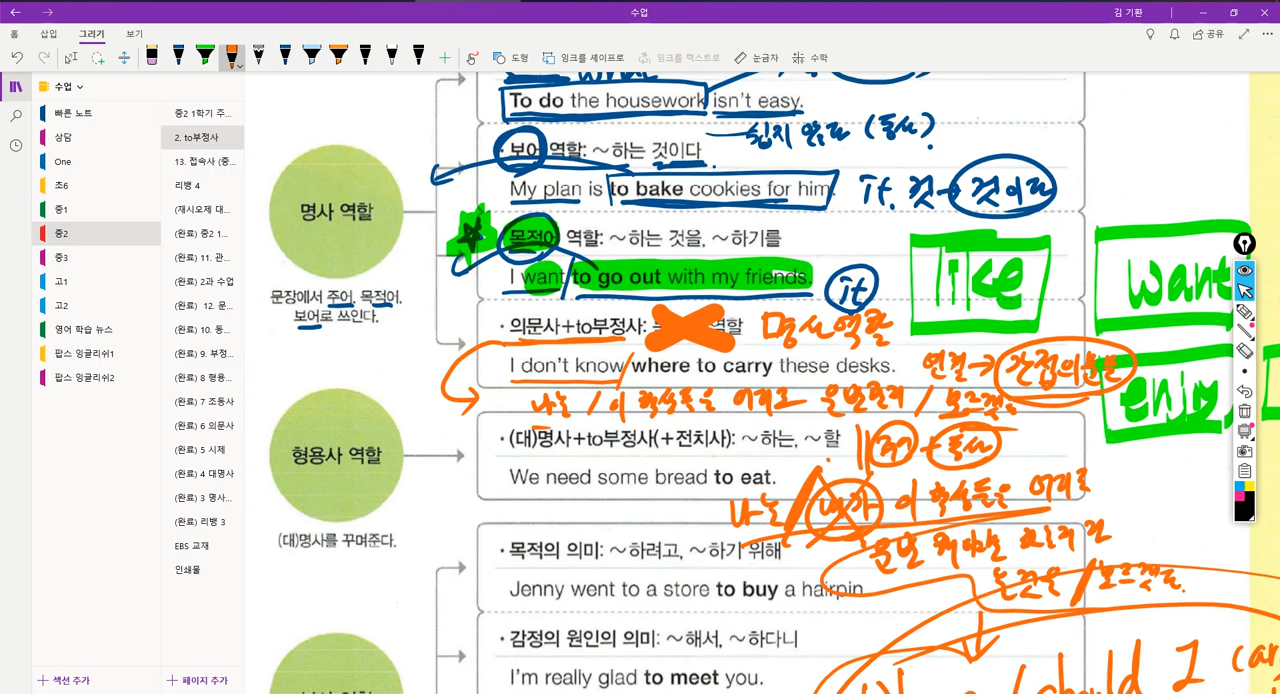 수업
김 기환
홈 삽입 그리기 보기
공유
도형 잉크를 셰이프로 잉크를 텍스트로 눈금자 수학
수업
빠른 노트
상담
One
초6
중1
중2
중3
고1
고2
영어 학습 뉴스
팝스 잉글리쉬1
팝스 잉글리쉬2
섹션 추가
중2 1학기 주...
2. to부정사
13. 접속사 (중...
리뱅 4
(재시오제 대...
(완료) 중2 1...
(완료) 11. 관...
(완료) 2과 수업
(완료) 12. 문...
(완료) 10. 동...
(완료) 9. 부정...
(완료) 8 형용...
(완료) 7 조동사
(완료) 6 의문사
(완료) 5 시제
(완료) 4 대명사
(완료) 3 명사...
(완료) 리뱅 3
EBS 교재
인쇄물
페이지 추가
명사 역할
문장에서 주어, 목적어,
보어로 쓰인다.
To do the housework isn't easy.
쉽지 않다 (동사)
보어 역할: ~하는 것이다
My plan is to bake cookies for him.
It. 것→ 것이다
목적어 역할: ~하는 것을, ~하기를
I want to go out with my friends.
It
like
want
enjoy
의문사+to부정사: 역할
명사역할
I don't know where to carry these desks.
연결→ 간접의문문
나는 / 이 책상들을 어디로 운반할지 / 모르겠다
형용사 역할
(대)명사를 꾸며준다.
(대)명사+to부정사(+전치사): ~하는, ~할
주어 + 동사
We need some bread to eat.
나는 / 내가 이 책상들을 어디로
운반 해야하는
/ 모르겠다.
목적의 의미: ~하려고, ~하기 위해
Jenny went to a store to buy a hairpin.
감정의 원인의 의미: ~해서, ~하다니
I'm really glad to meet you.
should I